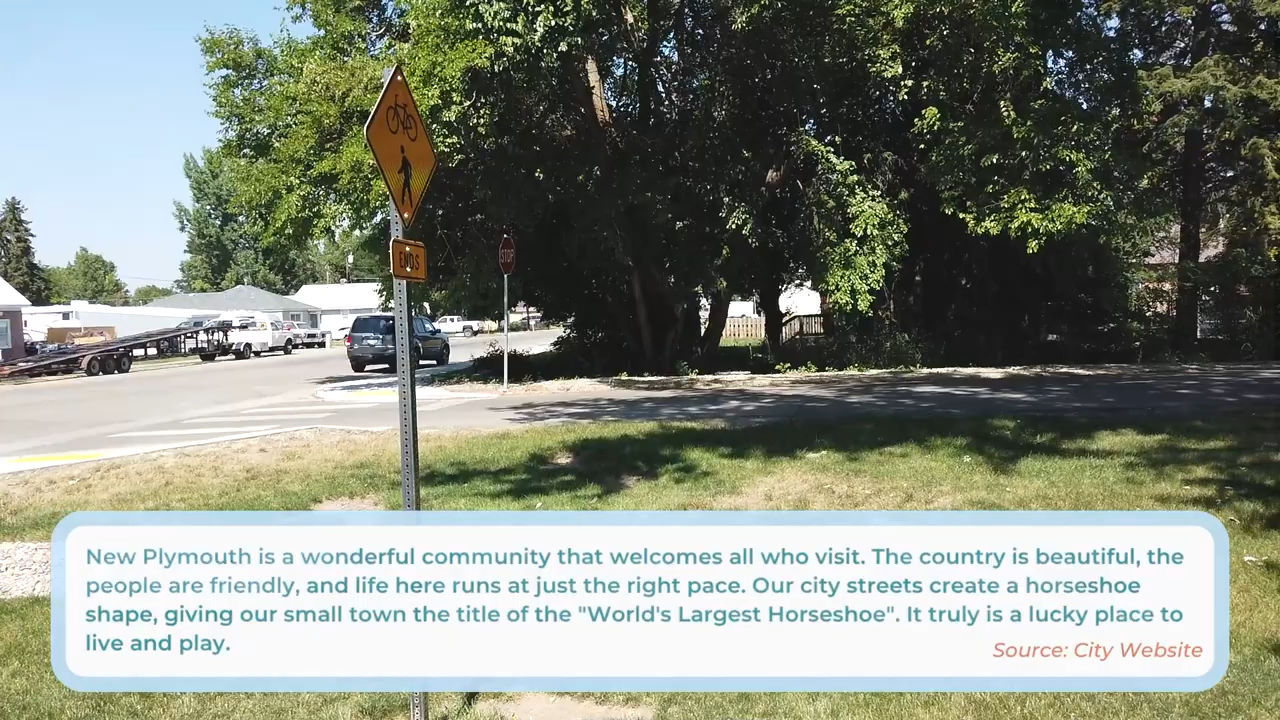 ENDS
STOP
New Plymouth is a wonderful community that welcomes all who visit. The country is beautiful, the
people are friendly, and life here runs at just the right pace. Our city streets create a horseshoe
shape, giving our small town the title of the "World's Largest Horseshoe". It truly is a lucky place to
live and play.
Source: City Website